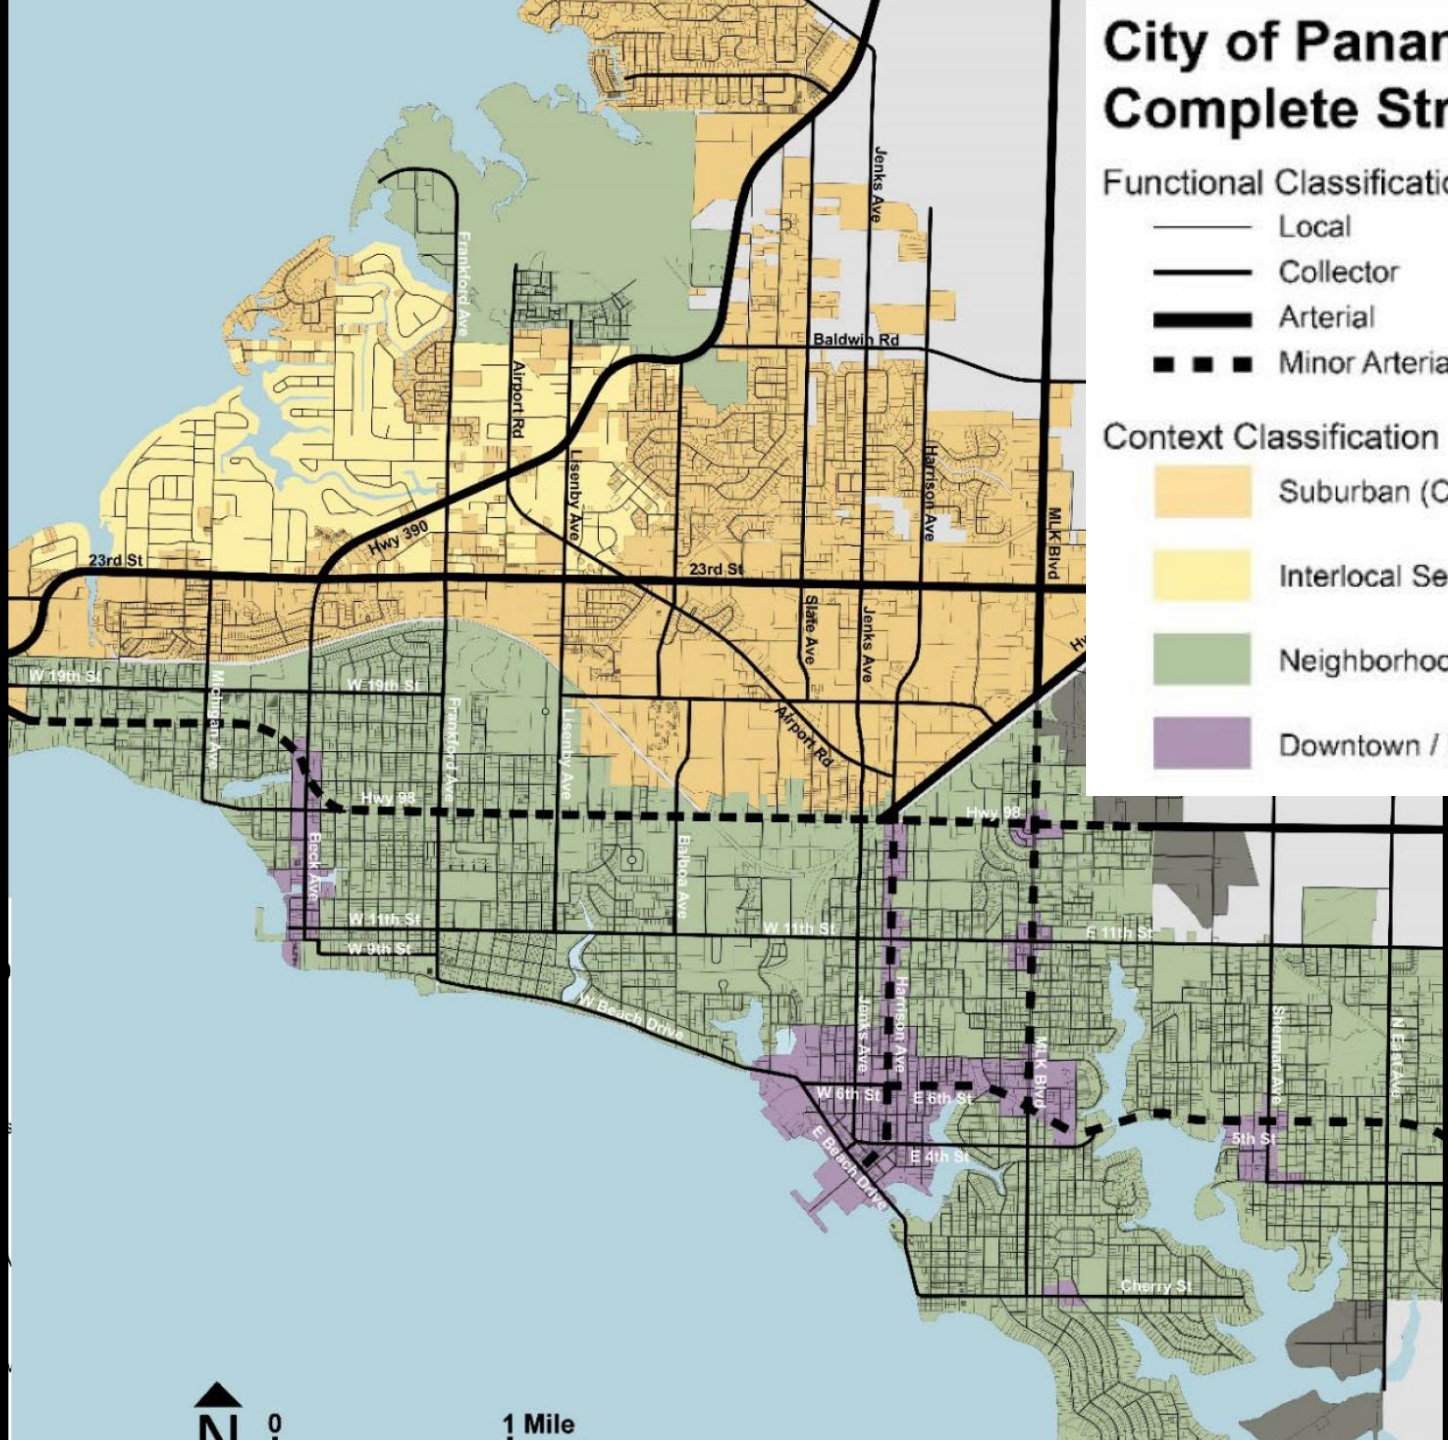 City of Panar
Complete Str
Functional Classificatio
Local
Collector
Arterial
Minor Arteria
Context Classification
Suburban (C
Interlocal Se
Neighborhoo
Downtown /
Jenks Ave
Frankford Ave
Baldwin Rd
Airport Rd
Lisenby Ave
Harrison Ave
MLK Blvd
Hwy 390
23rd St
23rd St
Slate Ave
Jenks Ave
Hw
W 19th St
W 19th St
Michigan Ave
Frankford Ave
Lisenby Ave
Airport Rd
Hwy 98
Hwy 98
Beck Ave
Balboa Ave
W 11th St
W 11th St
E 11th St
W 9th St
W Beach Drive
Jenks Ave
Harrison Ave
MLK Blvd
Sherman Ave
N East Ave
W 6th St
E 6th St
5th St
E 4th St
E Beach Drive
Cherry St
N
0
1 Mile